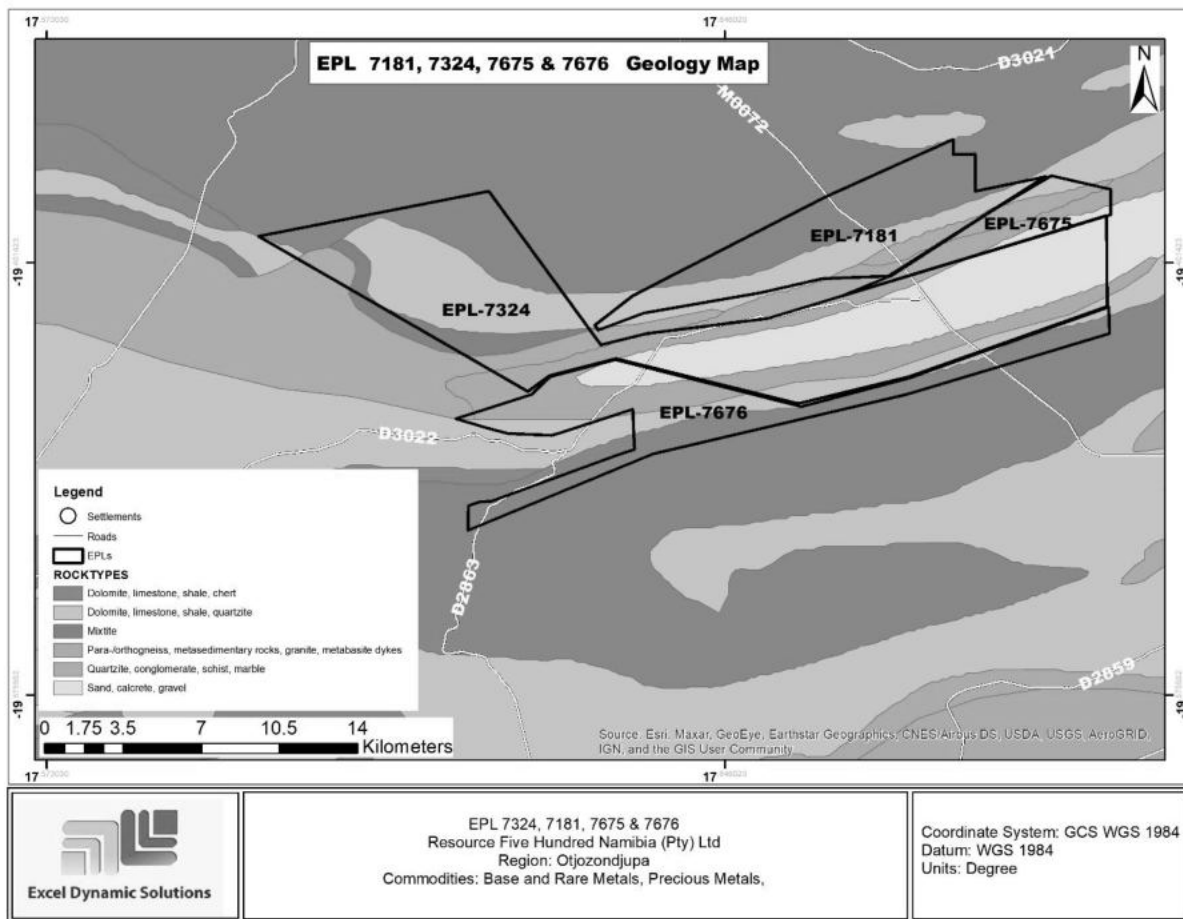 17.573030
17.846020
EPL 7181, 7324, 7675 & 7676 Geology Map
N
D3021
M0072
EPL-7181
EPL-7675
-19
-19
EPL-7324
EPL-7676
D3022
D2863
D2859
Legend
Settlements
Roads
EPLs
ROCKTYPES
Dolomite, limestone, shale, chert
Dolomite, limestone, shale, quartzite
Mixtite
Para-/orthogneiss, metasedimentary rocks, granite, metabasite dykes
Quartzite, conglomerate, schist, marble
Sand, calcrete, gravel
-19
-19
0 1.75 3.5 7 10.5 14
Kilometers
Source: Esri, Maxar, GeoEye, Earthstar Geographics, CNES/Airbus DS, USDA, USGS, AeroGRID,
IGN, and the GIS User Community
17.573030
17.846020
Excel Dynamic Solutions
EPL 7324, 7181, 7675 & 7676
Resource Five Hundred Namibia (Pty) Ltd
Region: Otjozondjupa
Commodities: Base and Rare Metals, Precious Metals,
Coordinate System: GCS WGS 1984
Datum: WGS 1984
Units: Degree